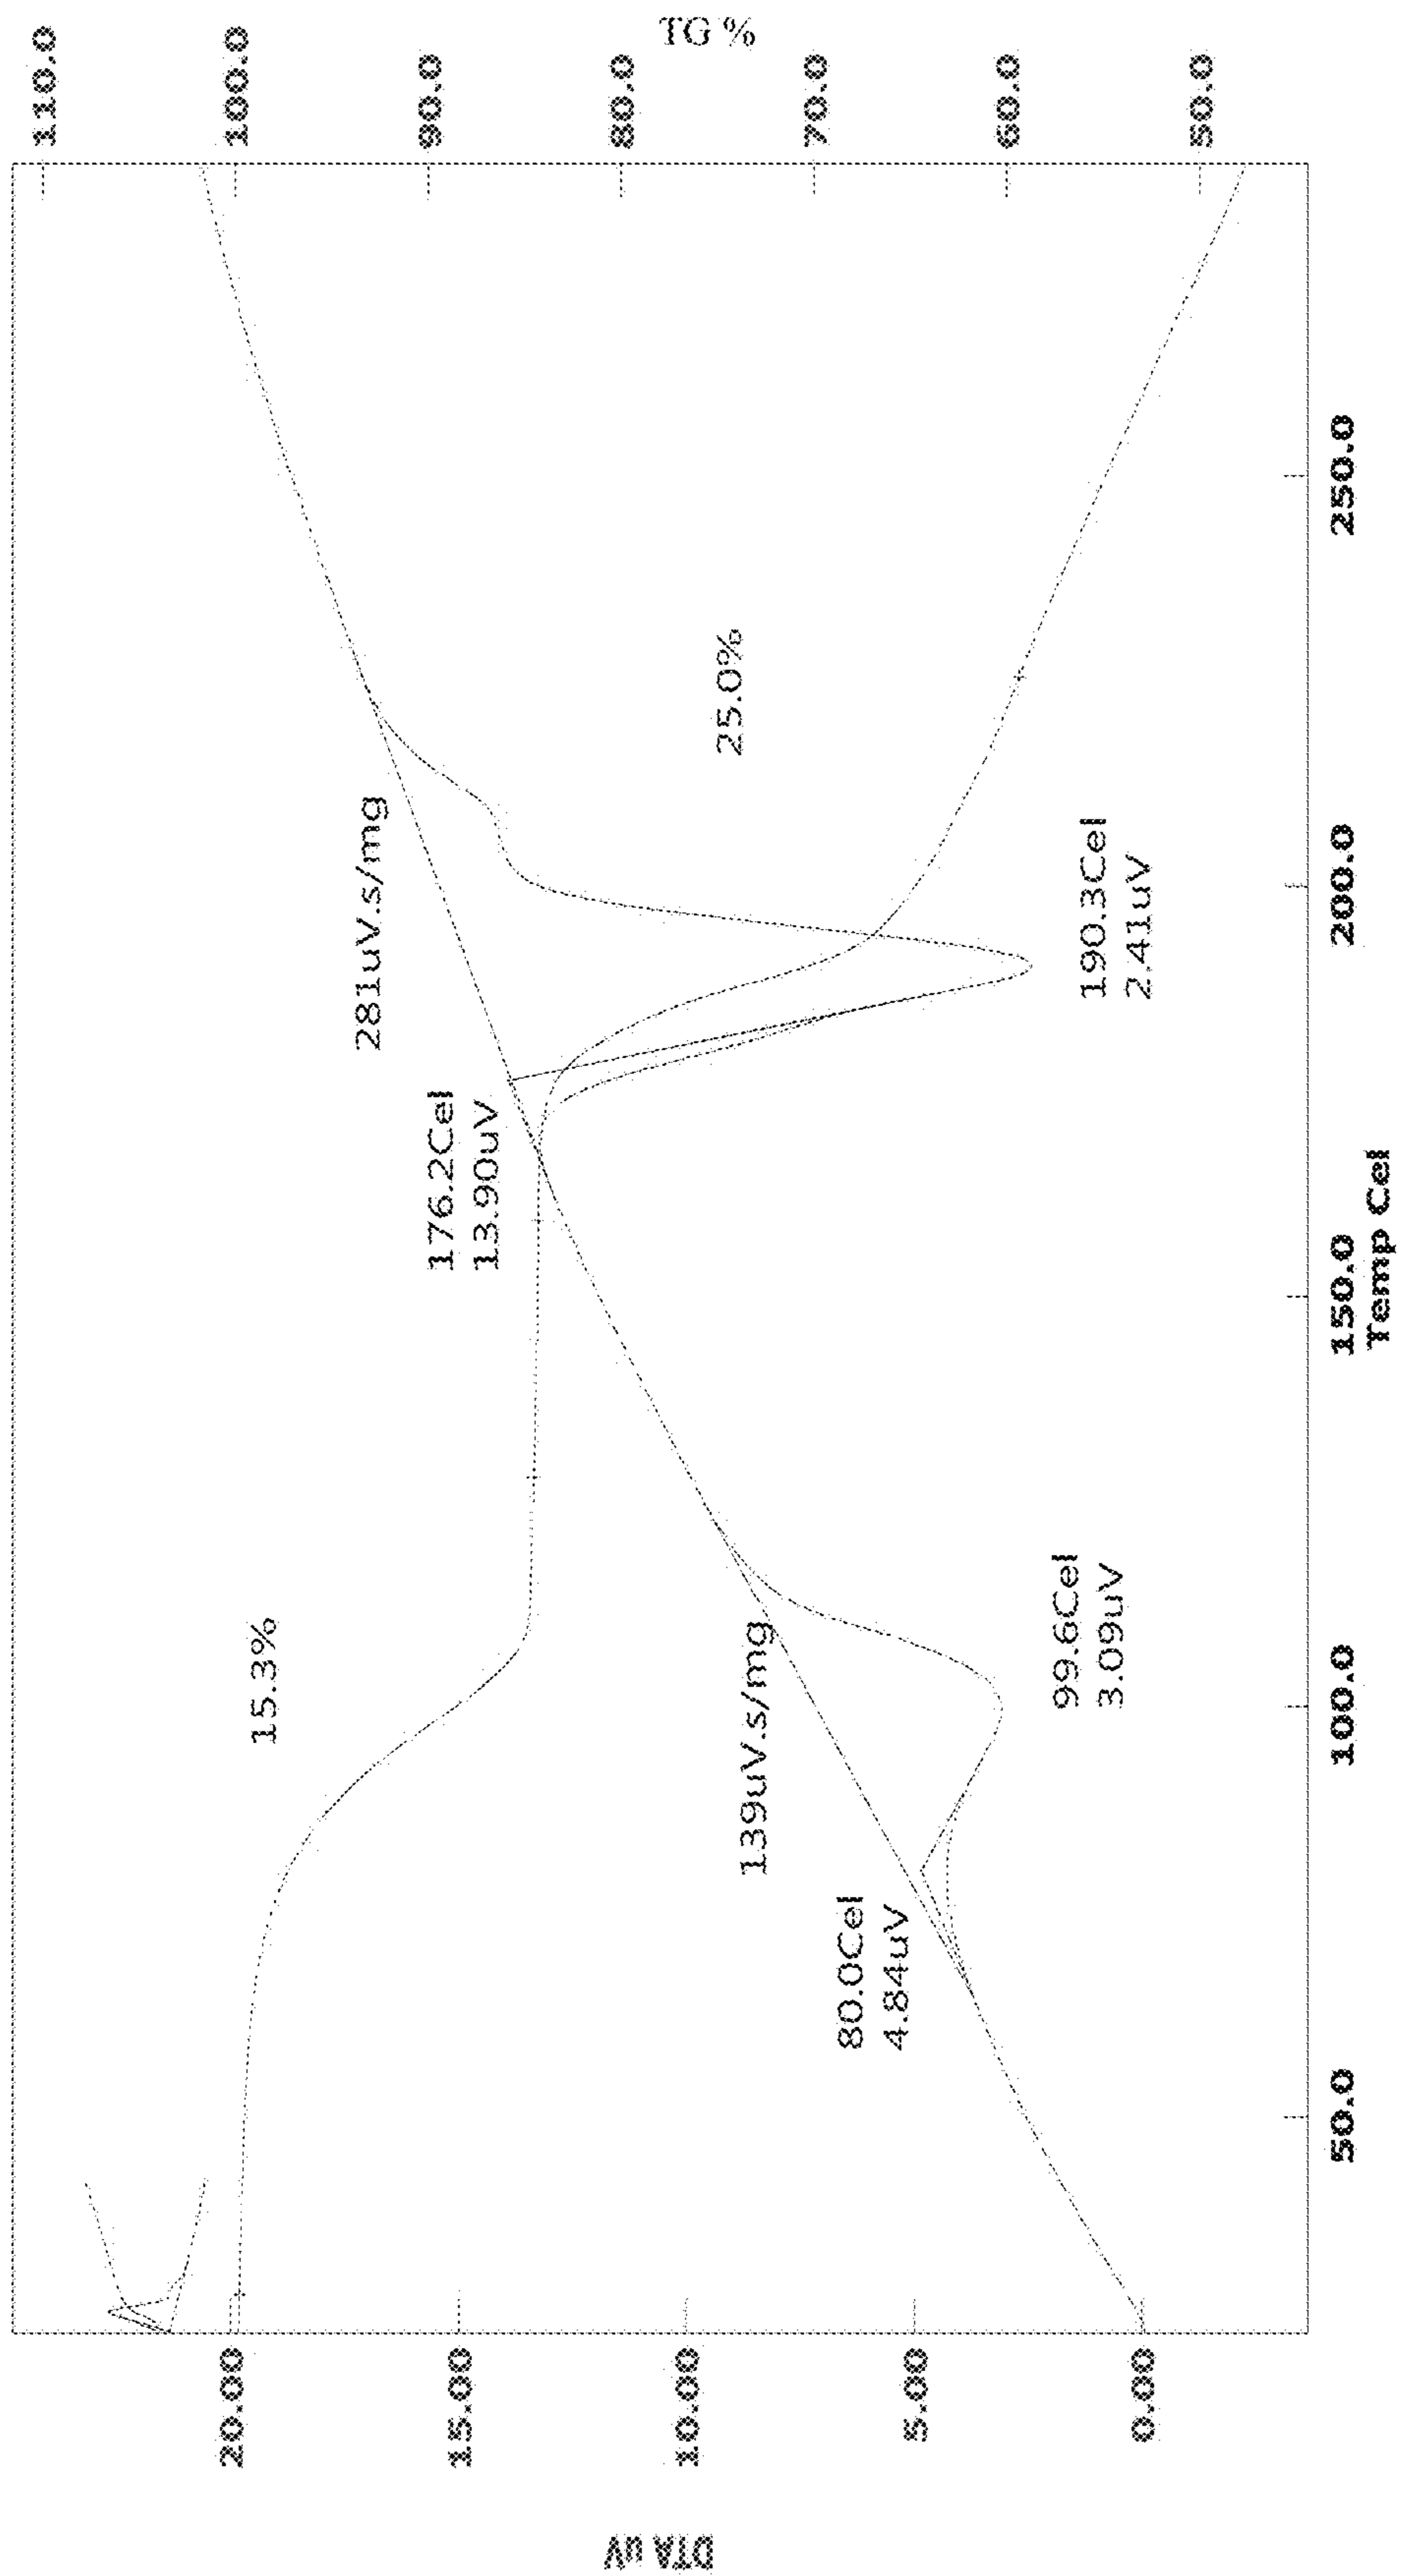 DTA uV
20.00
15.00
10.00
5.00
0.00
15.3%
80.0Cel
4.84uV
139uV.s/mg
99.6Cel
3.09uV
176.2Cel
13.90uV
281uV.s/mg
190.3Cel
2.41uV
25.0%
110.0
100.0
90.0
80.0
70.0
60.0
50.0
TG %
50.0
100.0
150.0
200.0
250.0
Temp Cel